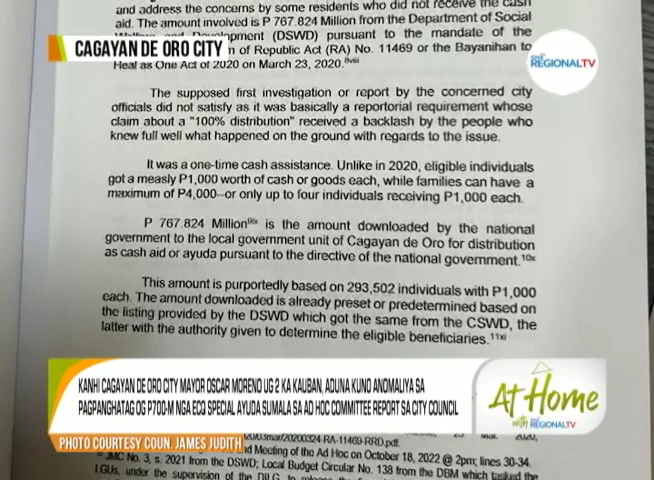 and address the concerns by some residents who did not receive the cash
aid. The amount involved is P 767.824 Million from the Department of Social
Development (DSWD) pursuant to the mandate of the
CAGAYAN DE ORO CITY
of Republic Act (RA) No. 11469 or the Bayanihan to
Heal as One Act of 2020 on March 23, 2020.
GMA REGIONALTV
The supposed first investigation or report by the concerned city
officials did not satisfy as it was basically a reportorial requirement whose
claim about a "100% distribution" received a backlash by the people who
knew full well what happened on the ground with regards to the issue.
It was a one-time cash assistance. Unlike in 2020, eligible individuals
got a measly P1,000 worth of cash or goods each, while families can have a
maximum of P4,000—or only up to four individuals receiving P1,000 each.
P 767.824 Million is the amount downloaded by the national
government to the local government unit of Cagayan de Oro for distribution
as cash aid or ayuda pursuant to the directive of the national government.10x
This amount is purportedly based on 293,502 individuals with P1,000
each. The amount downloaded is already preset or predetermined based on
the listing provided by the DSWD which got the same from the CSWD, the
latter with the authority given to determine the eligible beneficiaries.11xi
KANHI CAGAYAN DE ORO CITY MAYOR OSCAR MORENO UG 2 KA KAUBAN, ADUNA KUNO ANOMALIYA SA
PAGPANGHATAG OG P700-M NGA ECQ SPECIAL AYUDA SUMALA SA AD HOC COMMITTEE REPORT SA CITY COUNCIL
At Home
with GMA REGIONALTV
PHOTO COURTESY COUN. JAMES JUDITH
20200324-RA-11469-RRD.pdf.
2020,
Meeting of the Ad Hoc on October 18, 2022 @ 2pm; lines 30-34.
JMC No. 3, s. 2021 from the DSWD; Local Budget Circular No. 138 from the DBM which tasked the
LGUs, under the supervision of the DILG